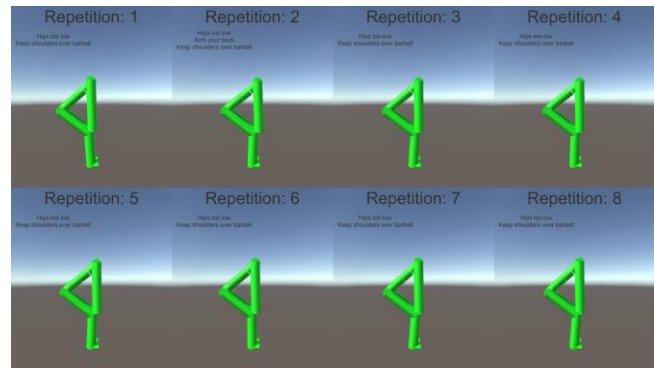 Repetition: 1
Hips too low
Keep shoulders over barbell
Repetition: 2
Hips too low
Arch your back
Keep shoulders over barbell
Repetition: 3
Hips too low
Keep shoulders over barbell
Repetition: 4
Hips too low
Keep shoulders over barbell
Repetition: 5
Hips too low
Keep shoulders over barbell
Repetition: 6
Hips too low
Keep shoulders over barbell
Repetition: 7
Hips too low
Keep shoulders over barbell
Repetition: 8
Hips too low
Keep shoulders over barbell